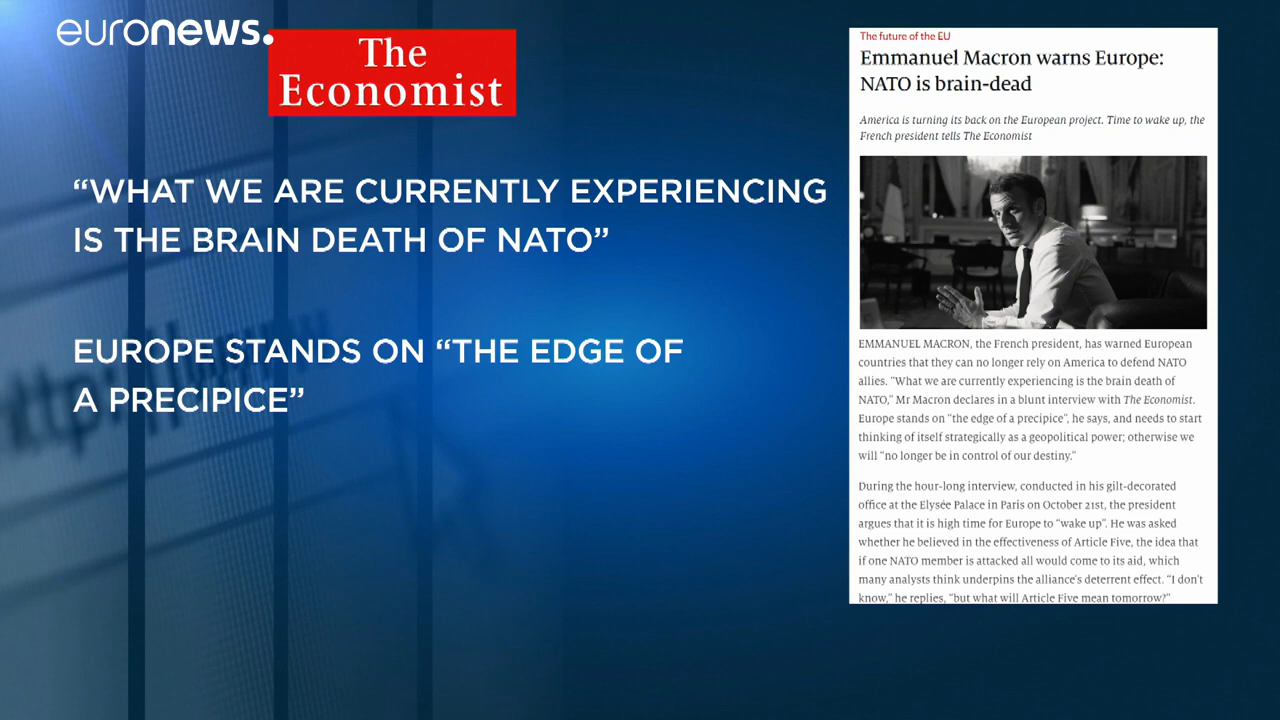 euronews.
The
Economist
“WHAT WE ARE CURRENTLY EXPERIENCING
IS THE BRAIN DEATH OF NATO”
EUROPE STANDS ON “THE EDGE OF
A PRECIPICE”
The future of the EU
Emmanuel Macron warns Europe:
NATO is brain-dead
America is turning its back on the European project. Time to wake up, the
French president tells The Economist
EMMANUEL MACRON, the French president, has warned European
countries that they can no longer rely on America to defend NATO
allies. “What we are currently experiencing is the brain death of
NATO,” Mr Macron declares in a blunt interview with The Economist.
Europe stands on “the edge of a precipice”, he says, and needs to start
thinking of itself strategically as a geopolitical power; otherwise we
will “no longer be in control of our destiny.”
During the hour-long interview, conducted in his gilt-decorated
office at the Elysée Palace in Paris on October 21st, the president
argues that it is high time for Europe to “wake up”. He was asked
whether he believed in the effectiveness of Article Five, the idea that
if one NATO member is attacked all would come to its aid, which
many analysts think underpins the alliance's deterrent effect. “I don't
know,” he replies, “but what will Article Five mean tomorrow?”